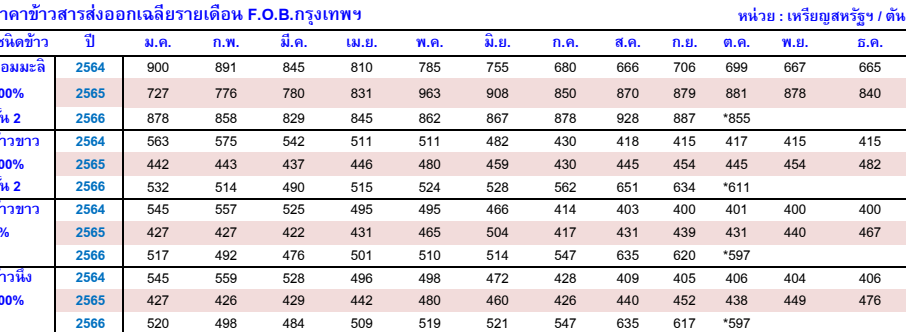 าคาข้าวสารส่งออกเฉลี่ยรายเดือน F.O.B.กรุงเทพฯ หน่วย : เหรียญสหรัฐฯ / ตัน
ชนิดข้าว ปี ม.ค. ก.พ. มี.ค. เม.ย. พ.ค. มิ.ย. ก.ค. ส.ค. ก.ย. ต.ค. พ.ย. ธ.ค.
อมมะลิ 2564 900 891 845 810 785 755 680 666 706 699 667 665
00% 2565 727 776 780 831 963 908 850 870 879 881 878 840
ั้น 2 2566 878 858 829 845 862 867 878 928 887 *855
้าวขาว 2564 563 575 542 511 511 482 430 418 415 417 415 415
00% 2565 442 443 437 446 480 459 430 445 454 445 454 482
ั้น 2 2566 532 514 490 515 524 528 562 651 634 *611
้าวขาว 2564 545 557 525 495 495 466 414 403 400 401 400 400
% 2565 427 427 422 431 465 504 417 431 439 431 440 467
2566 517 492 476 501 510 514 547 635 620 *597
้าวนึ่ง 2564 545 559 528 496 498 472 428 409 405 406 404 406
00% 2565 427 426 429 442 480 460 426 440 452 438 449 476
2566 520 498 484 509 519 521 547 635 617 *597